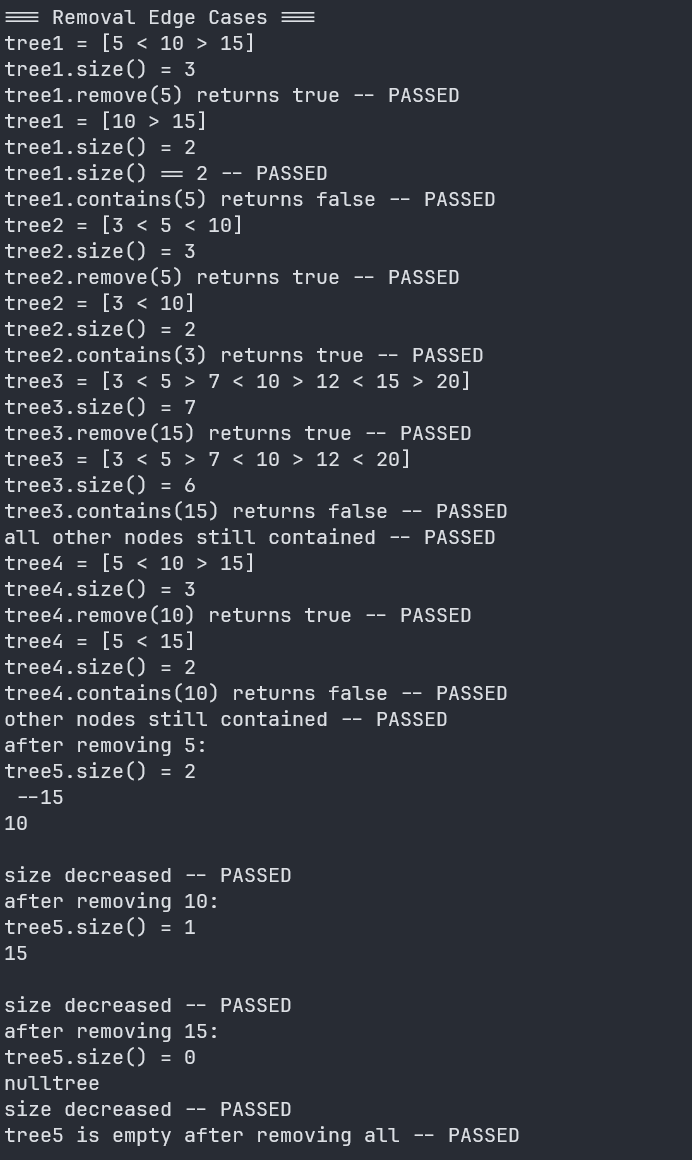 === Removal Edge Cases ===
tree1 = [5 < 10 > 15]
tree1.size() = 3
tree1.remove(5) returns true -- PASSED
tree1 = [10 > 15]
tree1.size() = 2
tree1.size() == 2 -- PASSED
tree1.contains(5) returns false -- PASSED
tree2 = [3 < 5 < 10]
tree2.size() = 3
tree2.remove(5) returns true -- PASSED
tree2 = [3 < 10]
tree2.size() = 2
tree2.contains(3) returns true -- PASSED
tree3 = [3 < 5 > 7 < 10 > 12 < 15 > 20]
tree3.size() = 7
tree3.remove(15) returns true -- PASSED
tree3 = [3 < 5 > 7 < 10 > 12 < 20]
tree3.size() = 6
tree3.contains(15) returns false -- PASSED
all other nodes still contained -- PASSED
tree4 = [5 < 10 > 15]
tree4.size() = 3
tree4.remove(10) returns true -- PASSED
tree4 = [5 < 15]
tree4.size() = 2
tree4.contains(10) returns false -- PASSED
other nodes still contained -- PASSED
after removing 5:
tree5.size() = 2
 --15
10

size decreased -- PASSED
after removing 10:
tree5.size() = 1
15

size decreased -- PASSED
after removing 15:
tree5.size() = 0
nulltree
size decreased -- PASSED
tree5 is empty after removing all -- PASSED